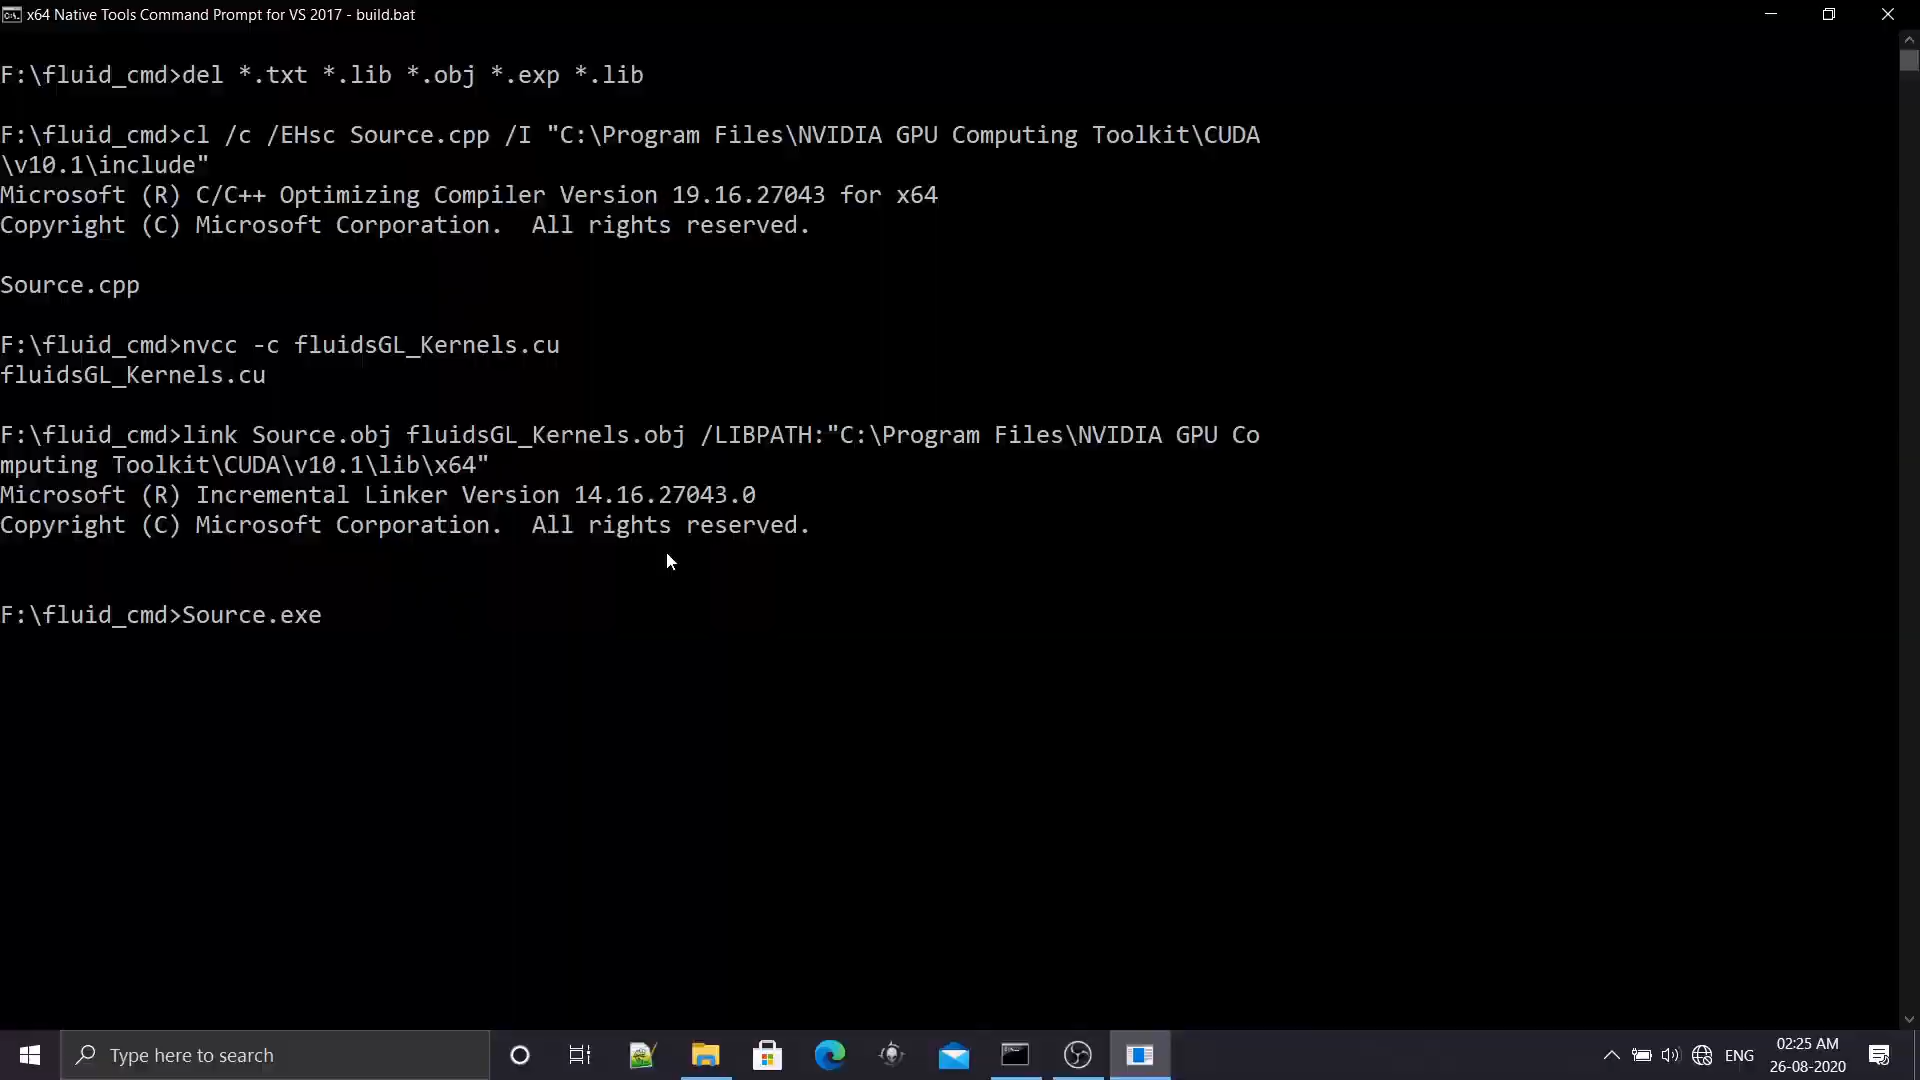 x64 Native Tools Command Prompt for VS 2017 - build.bat
F:\fluid_cmd>del *.txt *.lib *.obj *.exp *.lib
F:\fluid_cmd>cl /c /EHsc Source.cpp /I "C:\Program Files\NVIDIA GPU Computing Toolkit\CUDA
\v10.1\include"
Microsoft (R) C/C++ Optimizing Compiler Version 19.16.27043 for x64
Copyright (C) Microsoft Corporation.  All rights reserved.
Source.cpp
F:\fluid_cmd>nvcc -c fluidsGL_Kernels.cu
fluidsGL_Kernels.cu
F:\fluid_cmd>link Source.obj fluidsGL_Kernels.obj /LIBPATH:"C:\Program Files\NVIDIA GPU Co
mputing Toolkit\CUDA\v10.1\lib\x64"
Microsoft (R) Incremental Linker Version 14.16.27043.0
Copyright (C) Microsoft Corporation.  All rights reserved.
F:\fluid_cmd>Source.exe
Type here to search
ENG
02:25 AM
26-08-2020